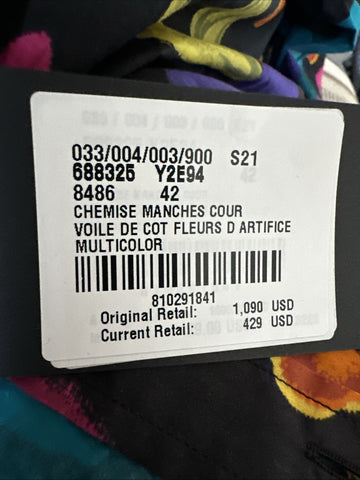 033/004/003/900 S21
688325 Y2E94
8486 42
CHEMISE MANCHES COUR
VOILE DE COT FLEURS D ARTIFICE
MULTICOLOR
810291841
Original Retail: 1,090 USD
Current Retail: 429 USD